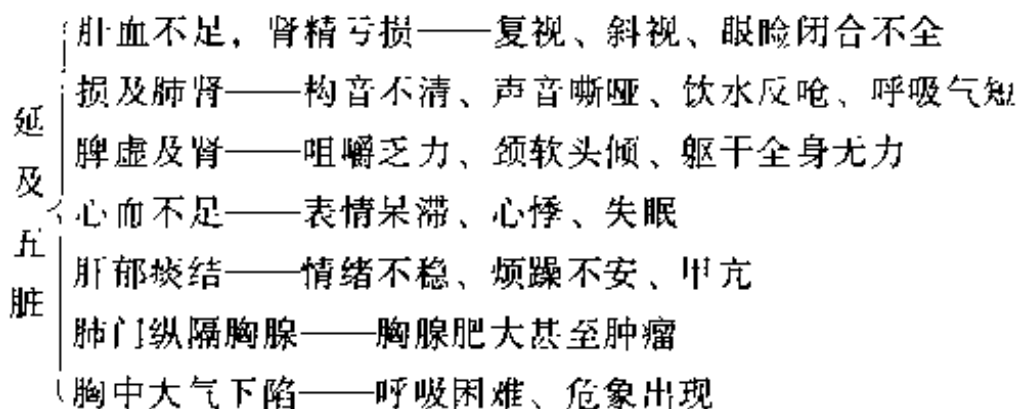 延及五脏
肝血不足，肾精亏损——复视、斜视、眼睑闭合不全
损及肺肾——构音不清、声音嘶哑、饮水反呛、呼吸气短
脾虚及肾——咀嚼乏力、颈软头倾、躯干全身无力
心血不足——表情呆滞、心悸、失眠
肝郁痰结——情绪不稳、烦躁不安、甲亢
肺门纵隔胸腺——胸腺肥大甚至肿瘤
胸中大气下陷——呼吸困难、危象出现